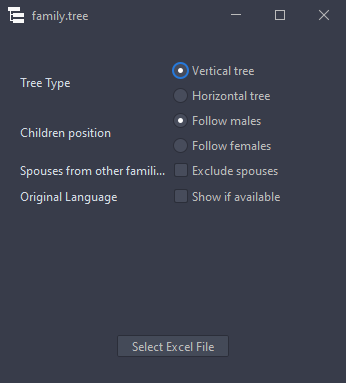 family.tree
Tree Type
Vertical tree
Horizontal tree
Children position
Follow males
Follow females
Spouses from other famili...
Exclude spouses
Original Language
Show if available
Select Excel File